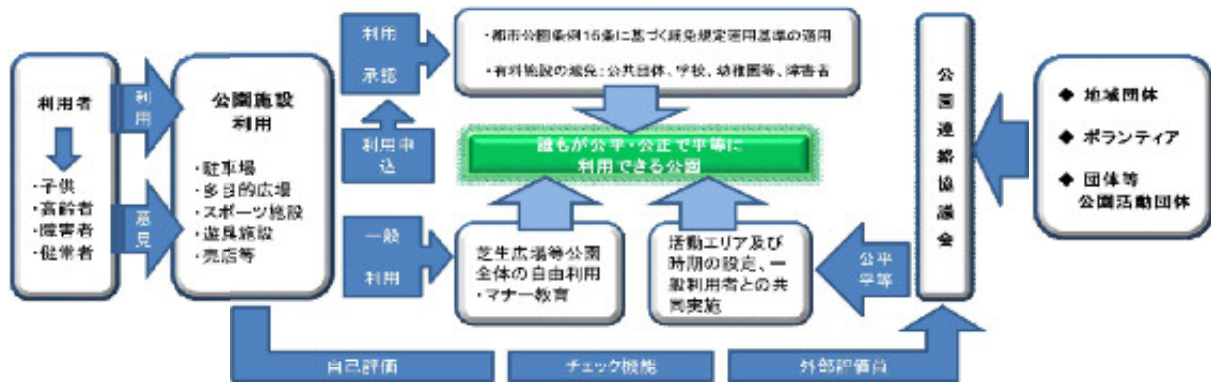 利用者
・子供
・高齢者
・障害者
・健常者
利用
意見
公園施設
利用
・駐車場
・多目的広場
・スポーツ施設
・遊具施設
・売店等
利用
承認
利用申
込
一般
利用
・都市公園条例15条に基づく減免規定運用基準の適用
・有料施設の減免：公共団体、学校、幼稚園等、障害者
誰もが公平・公正で平等に
利用できる公園
芝生広場等公園
全体の自由利用
・マナー教育
活動エリア及び
時期の設定、一
般利用者との共
同実施
公平
平等
公園連絡協議会
◆ 地域団体
◆ ボランティア
◆ 団体等
公園活動団体
自己評価
チェック機能
外部評価員